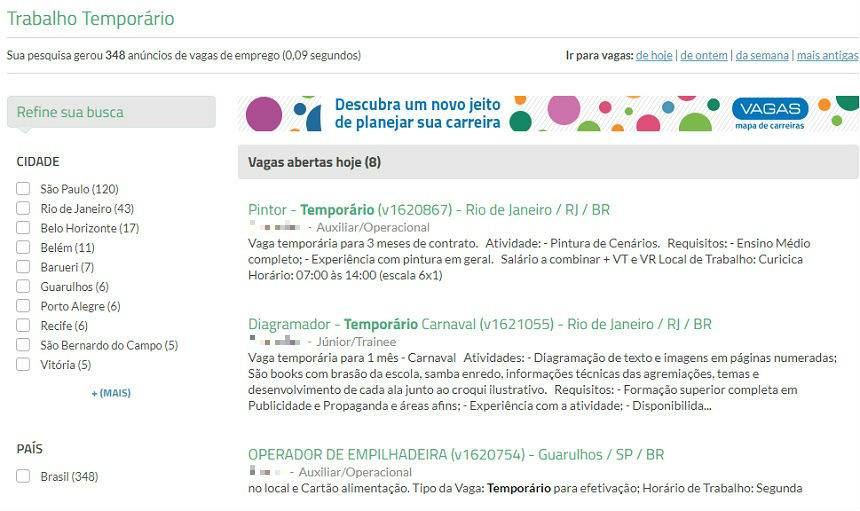 Trabalho Temporário
Sua pesquisa gerou 348 anúncios de vagas de emprego (0,09 segundos)
Ir para vagas: de hoje | de ontem | da semana | mais antigas
Refine sua busca
CIDADE
São Paulo (120)
Rio de Janeiro (43)
Belo Horizonte (17)
Belém (11)
Barueri (7)
Guarulhos (6)
Porto Alegre (6)
Recife (6)
São Bernardo do Campo (5)
Vitória (5)
+ (MAIS)
PAÍS
Brasil (348)
Descubra um novo jeito
de planejar sua carreira
VAGAS
mapa de carreiras
Vagas abertas hoje (8)
Pintor - Temporário (v1620867) - Rio de Janeiro / RJ / BR
- Auxiliar/Operacional
Vaga temporária para 3 meses de contrato. Atividade: - Pintura de Cenários. Requisitos: - Ensino Médio
completo; - Experiência com pintura em geral. Salário a combinar + VT e VR Local de Trabalho: Curicica
Horário: 07:00 às 14:00 (escala 6x1)
Diagramador - Temporário Carnaval (v1621055) - Rio de Janeiro / RJ / BR
- Júnior/Trainee
Vaga temporária para 1 mês - Carnaval Atividades: - Diagramação de texto e imagens em páginas numeradas;
São books com brasão da escola, samba enredo, informações técnicas das agremiações, temas e
desenvolvimento de cada ala junto ao croqui ilustrativo. Requisitos: - Formação superior completa em
Publicidade e Propaganda e áreas afins; - Experiência com a atividade; - Disponibilida...
OPERADOR DE EMPILHADEIRA (v1620754) - Guarulhos / SP / BR
- Auxiliar/Operacional
no local e Cartão alimentação. Tipo da Vaga: Temporário para efetivação; Horário de Trabalho: Segunda